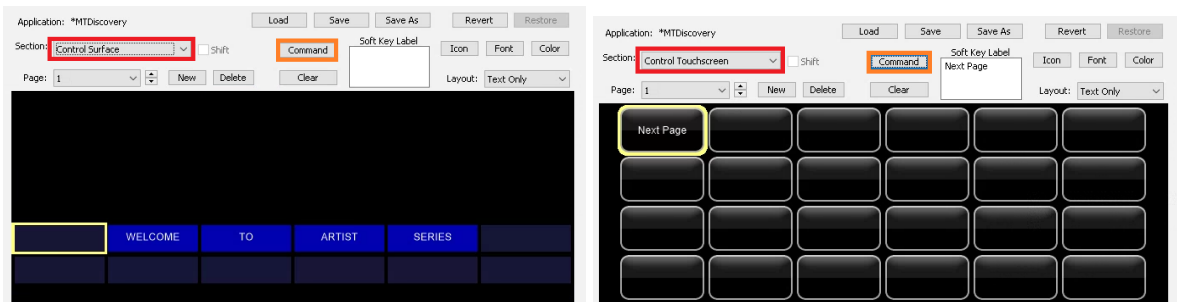 Application: *MTDiscovery Load Save Save As Revert Restore
Section: Control Surface Shift Command Soft Key Label Icon Font Color
Page: 1 New Delete Clear Layout: Text Only
WELCOME TO ARTIST SERIES
Application: *MTDiscovery Load Save Save As Revert Restore
Section: Control Touchscreen Shift Command Soft Key Label Icon Font Color
Next Page
Page: 1 New Delete Clear Layout: Text Only
Next Page